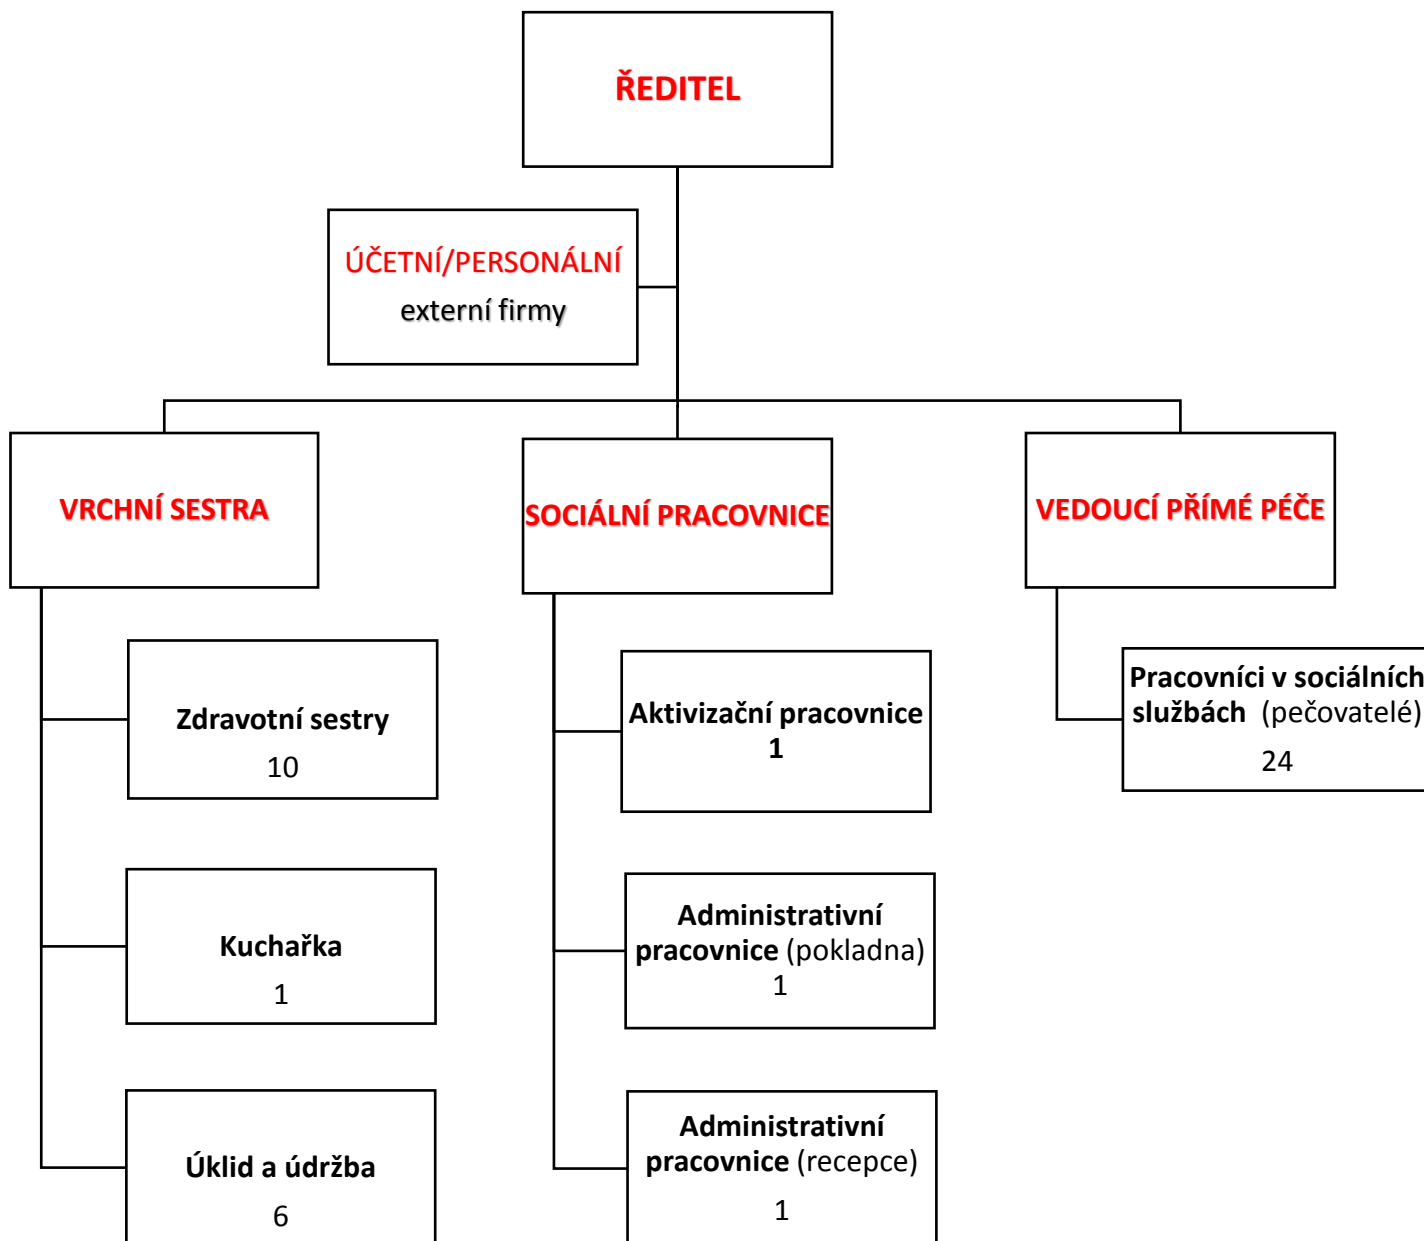 ŘEDITEL
ÚČETNÍ/PERSONÁLNÍ
externí firmy
VRCHNÍ SESTRA
SOCIÁLNÍ PRACOVNICE
VEDOUCÍ PŘÍMÉ PÉČE
Zdravotní sestry
10
Kuchařka
1
Úklid a údržba
6
Aktivizační pracovnice
1
Administrativní
pracovnice (pokladna)
1
Administrativní
pracovnice (recepce)
1
Pracovníci v sociálních
službách (pečovatelé)
24